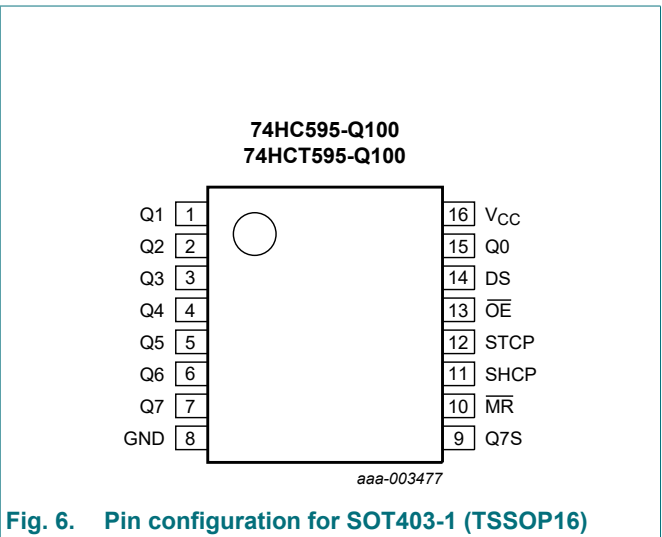 74HC595-Q100
74HCT595-Q100
Q1 1 16 VCC
Q2 2 15 Q0
Q3 3 14 DS
Q4 4 13 O̅E̅
Q5 5 12 STCP
Q6 6 11 SHCP
Q7 7 10 M̅R̅
GND 8 9 Q7S
aaa-003477
Fig. 6. Pin configuration for SOT403-1 (TSSOP16)